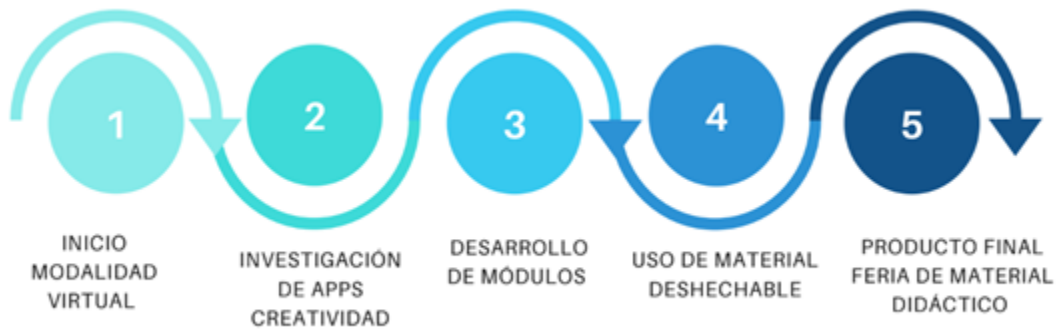 1
INICIO
MODALIDAD
VIRTUAL
2
INVESTIGACIÓN
DE APPS
CREATIVIDAD
3
DESARROLLO
DE MÓDULOS
4
USO DE MATERIAL
DESHECHABLE
5
PRODUCTO FINAL
FERIA DE MATERIAL
DIDÁCTICO